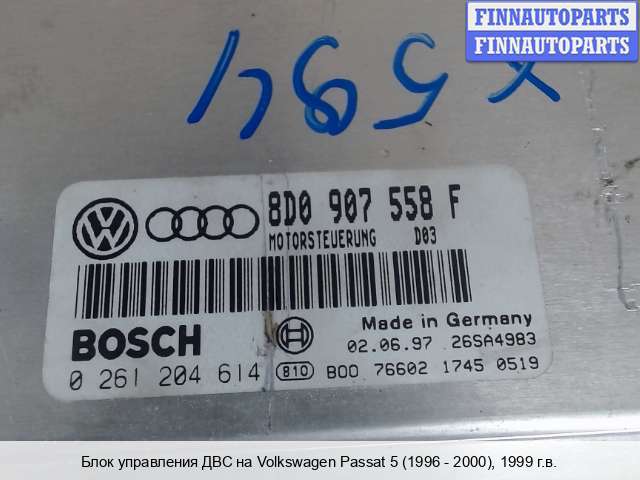 FINNAUTOPARTS
FINNAUTOPARTS
VW
8D0 907 558 F
MOTORSTEUERUNG D03
BOSCH
Made in Germany
02.06.97 26SA4983
0 261 204 614
810 B00 76602 1745 0519
Блок управления ДВС на Volkswagen Passat 5 (1996 - 2000), 1999 г.в.